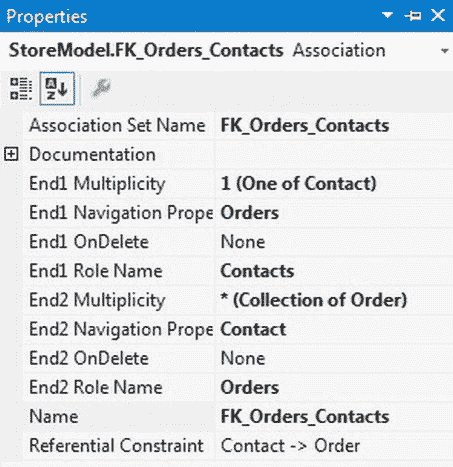 Properties
StoreModel.FK_Orders_Contacts Association
Association Set Name FK_Orders_Contacts
Documentation
End1 Multiplicity 1 (One of Contact)
End1 Navigation Prope Orders
End1 OnDelete None
End1 Role Name Contacts
End2 Multiplicity * (Collection of Order)
End2 Navigation Prope Contact
End2 OnDelete None
End2 Role Name Orders
Name FK_Orders_Contacts
Referential Constraint Contact -> Order